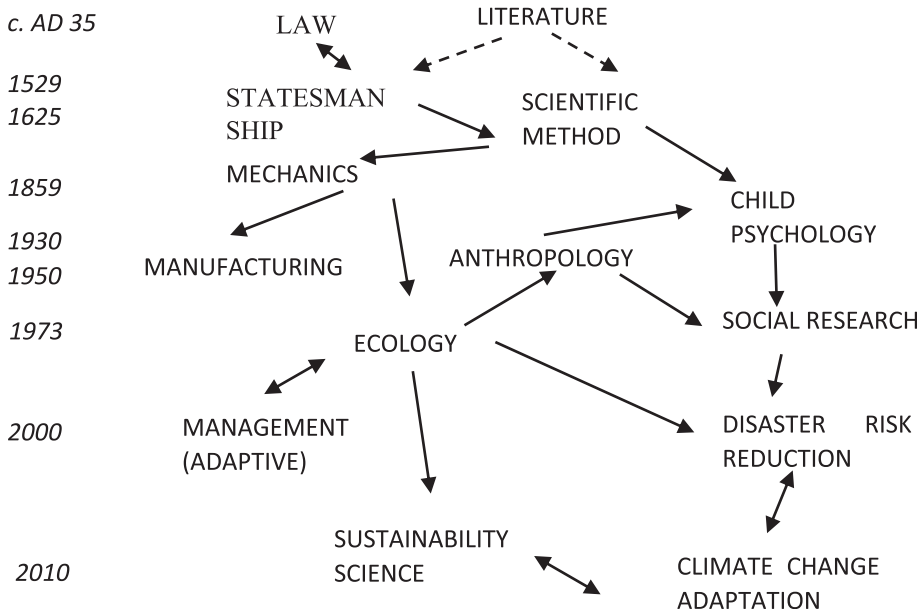 c. AD 35
LAW
LITERATURE
1529
STATESMAN
SHIP
SCIENTIFIC
METHOD
1625
MECHANICS
1859
CHILD
PSYCHOLOGY
1930
MANUFACTURING
ANTHROPOLOGY
1950
SOCIAL RESEARCH
1973
ECOLOGY
2000
MANAGEMENT
(ADAPTIVE)
DISASTER RISK
REDUCTION
SUSTAINABILITY
SCIENCE
2010
CLIMATE CHANGE
ADAPTATION